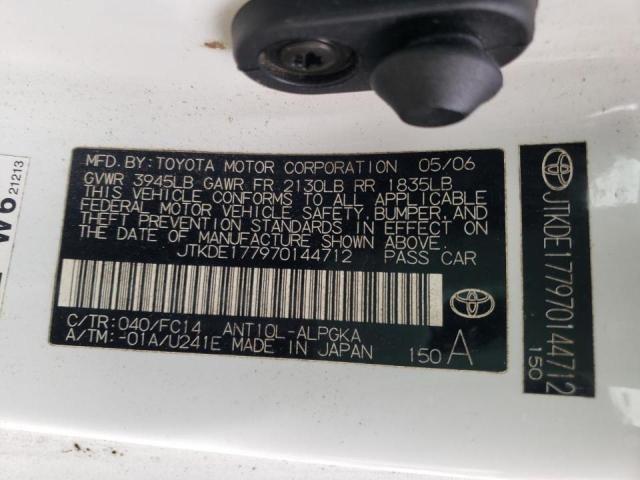 MFD. BY: TOYOTA MOTOR CORPORATION 05/06
GVWR 3945LB GAWR FR 2130LB RR 1835LB
THIS VEHICLE CONFORMS TO ALL APPLICABLE
FEDERAL MOTOR VEHICLE SAFETY, BUMPER, AND
THEFT PREVENTION STANDARDS IN EFFECT ON
THE DATE OF MANUFACTURE SHOWN ABOVE.
JTKDE177970144712 PASS CAR
C/TR: 040/FC14 ANT10L-ALPGKA
A/TM: -01A/U241E MADE IN JAPAN 150 A
JTKDE177970144712
150
W6
21213